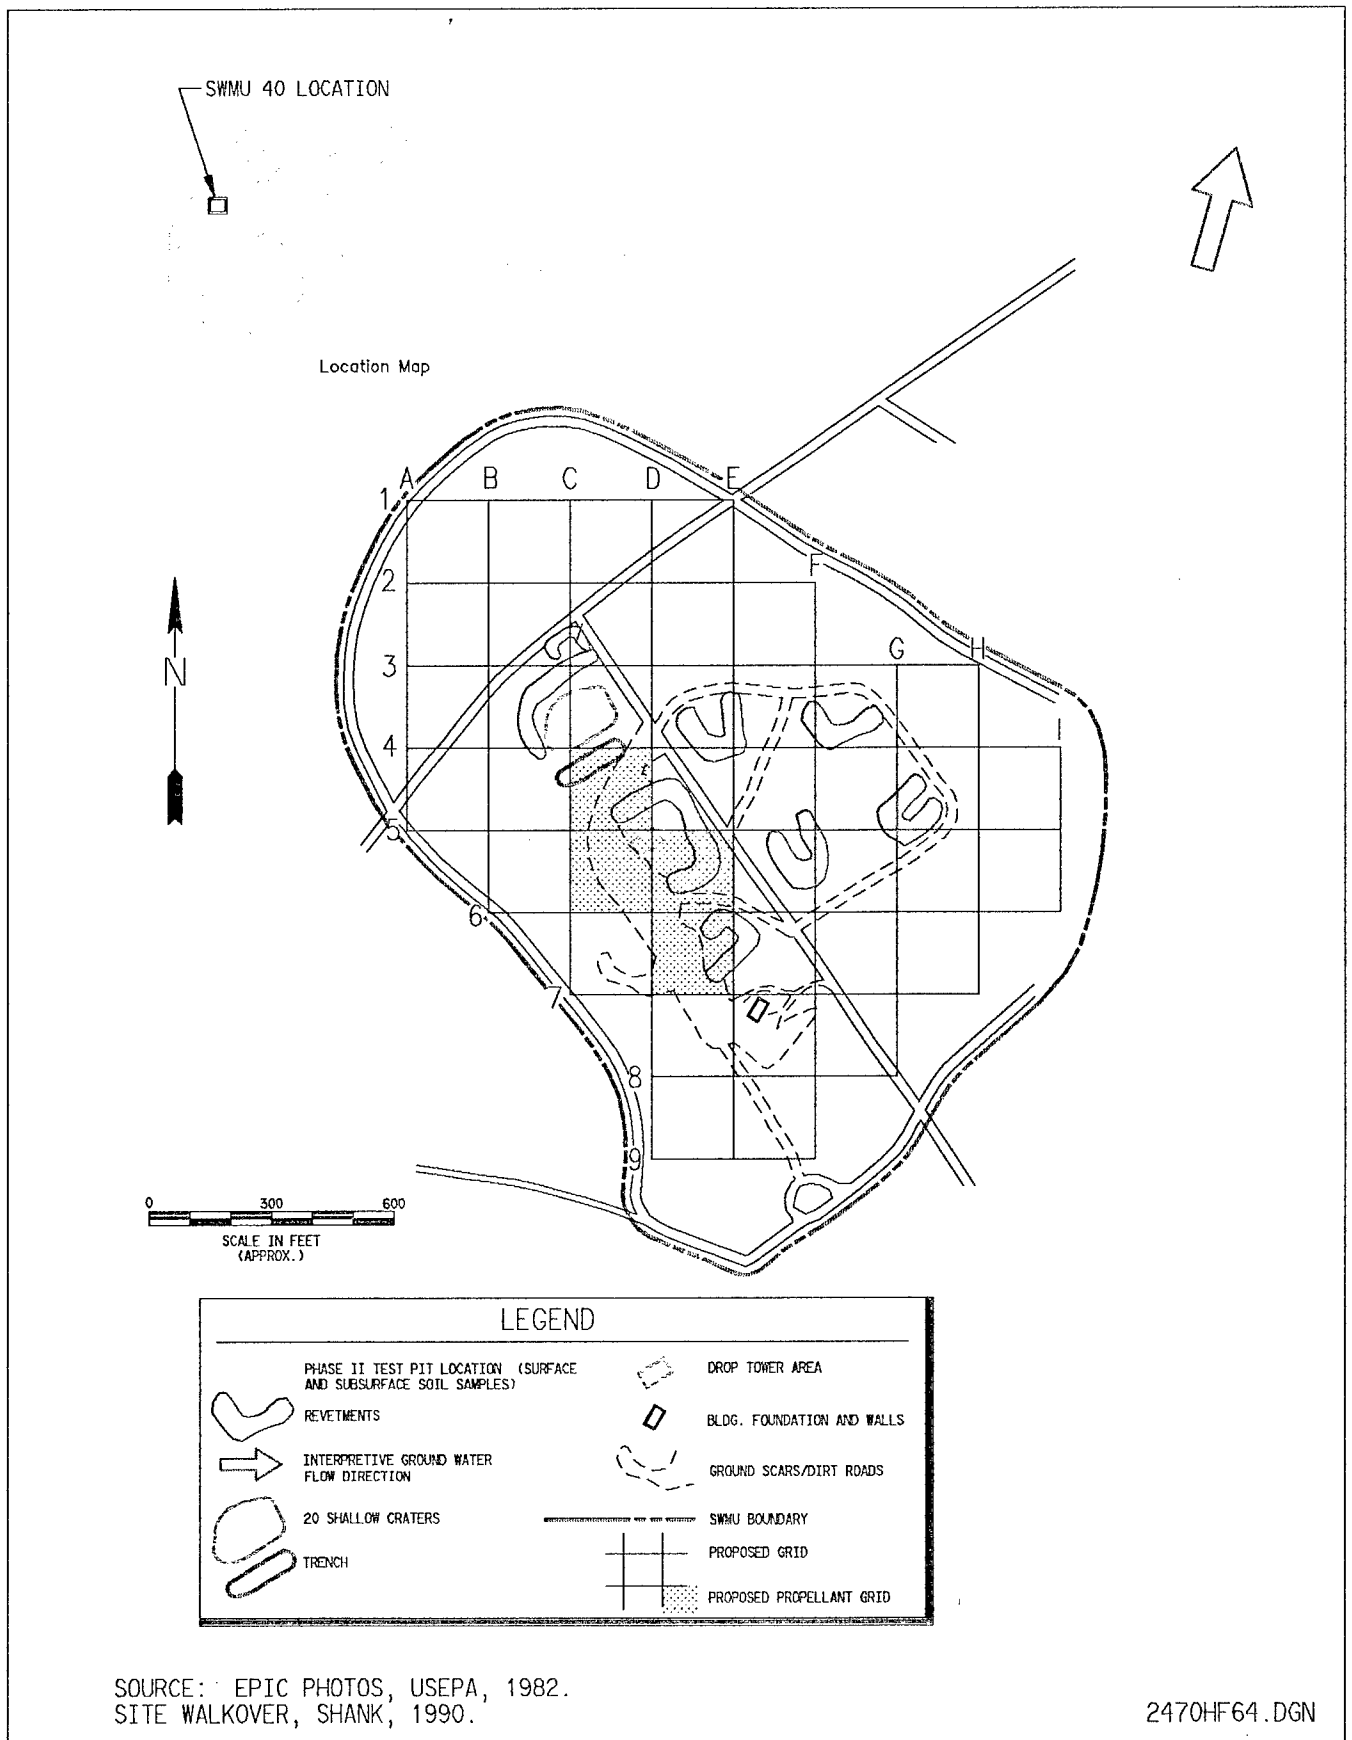 SWMU 40 LOCATION
Location Map
A B C D E
1
F
2
G H
3
I
4
5
6
7
8
9
N
0 300 600
SCALE IN FEET
(APPROX.)
LEGEND
PHASE II TEST PIT LOCATION (SURFACE
AND SUBSURFACE SOIL SAMPLES)
REVETMENTS
INTERPRETIVE GROUND WATER
FLOW DIRECTION
20 SHALLOW CRATERS
TRENCH
DROP TOWER AREA
BLDG. FOUNDATION AND WALLS
GROUND SCARS/DIRT ROADS
SWMU BOUNDARY
PROPOSED GRID
PROPOSED PROPELLANT GRID
SOURCE: EPIC PHOTOS, USEPA, 1982.
SITE WALKOVER, SHANK, 1990.
2470HF64.DGN